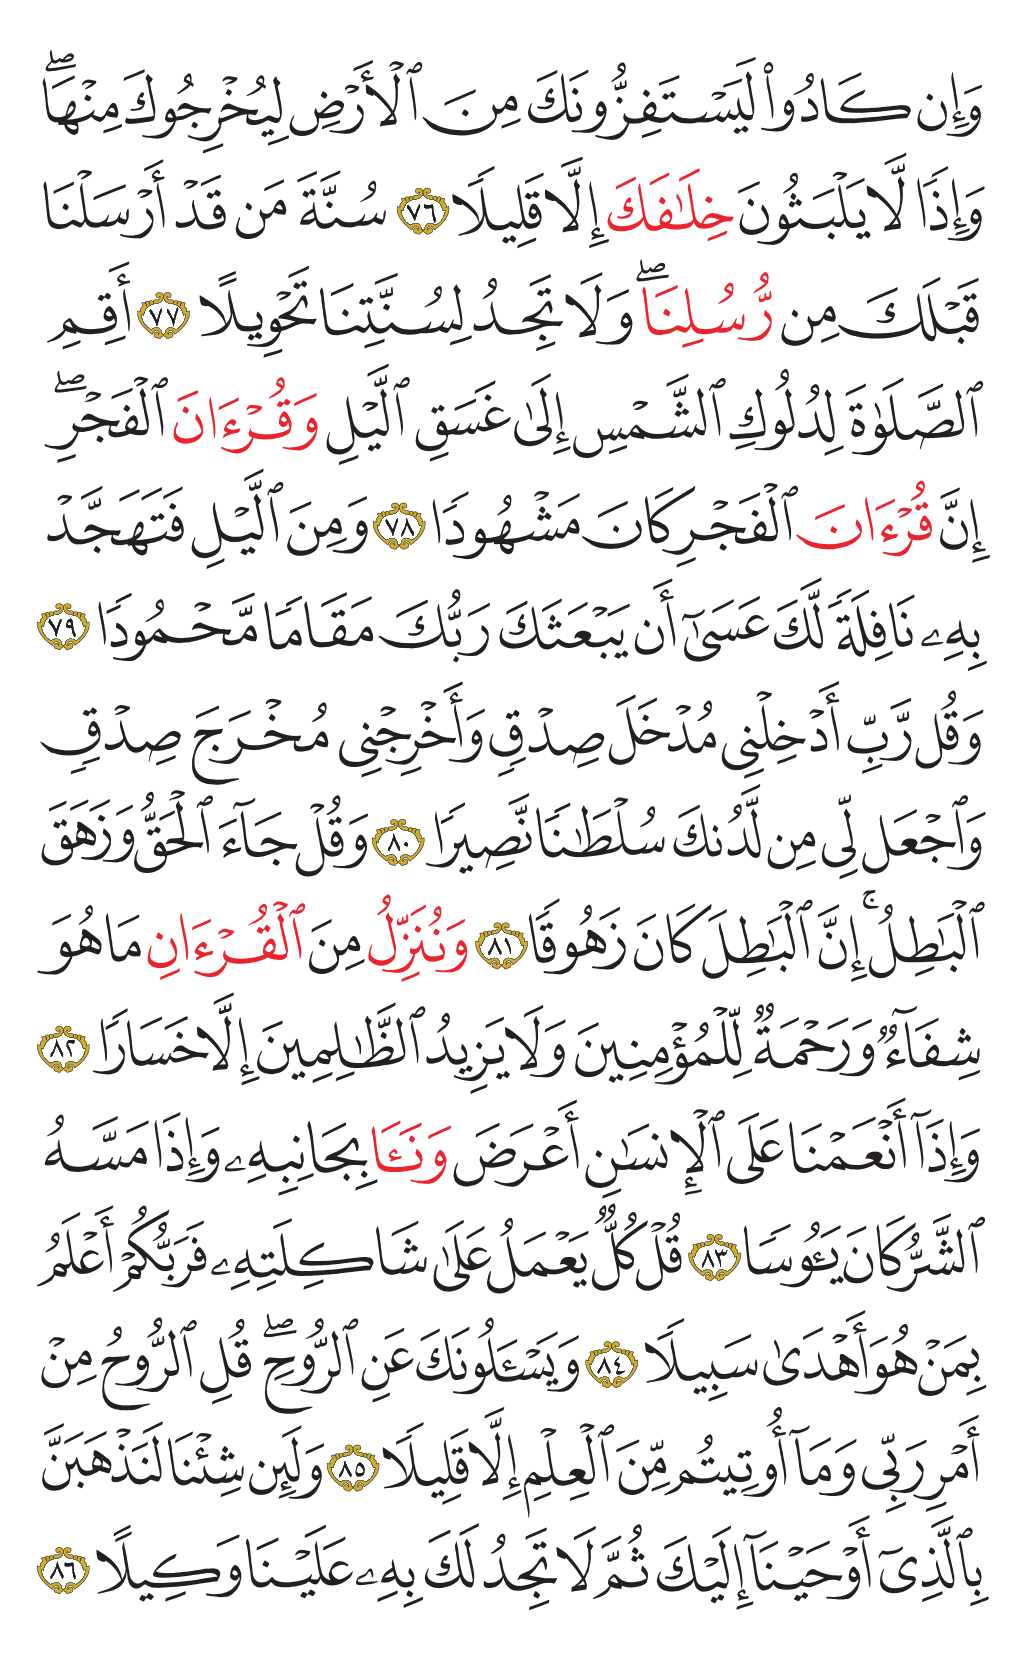 وَإِن كَادُوا۟ لَيَسْتَفِزُّونَكَ مِنَ ٱلْأَرْضِ لِيُخْرِجُوكَ مِنْهَا ۖ
وَإِذًا لَّا يَلْبَثُونَ خِلَـٰفَكَ إِلَّا قَلِيلًا ٧٦ سُنَّةَ مَن قَدْ أَرْسَلْنَا
قَبْلَكَ مِن رُّسُلِنَا ۖ وَلَا تَجِدُ لِسُنَّتِنَا تَحْوِيلًا ٧٧ أَقِمِ
ٱلصَّلَوٰةَ لِدُلُوكِ ٱلشَّمْسِ إِلَىٰ غَسَقِ ٱلَّيْلِ وَقُرْءَانَ ٱلْفَجْرِ ۖ
إِنَّ قُرْءَانَ ٱلْفَجْرِ كَانَ مَشْهُودًا ٧٨ وَمِنَ ٱلَّيْلِ فَتَهَجَّدْ
بِهِۦ نَافِلَةً لَّكَ عَسَىٰٓ أَن يَبْعَثَكَ رَبُّكَ مَقَامًا مَّحْمُودًا ٧٩
وَقُل رَّبِّ أَدْخِلْنِى مُدْخَلَ صِدْقٍ وَأَخْرِجْنِى مُخْرَجَ صِدْقٍ
وَٱجْعَل لِّى مِن لَّدُنكَ سُلْطَـٰنًا نَّصِيرًا ٨٠ وَقُلْ جَآءَ ٱلْحَقُّ وَزَهَقَ
ٱلْبَـٰطِلُ ۚ إِنَّ ٱلْبَـٰطِلَ كَانَ زَهُوقًا ٨١ وَنُنَزِّلُ مِنَ ٱلْقُرْءَانِ مَا هُوَ
شِفَآءٌ وَرَحْمَةٌ لِّلْمُؤْمِنِينَ وَلَا يَزِيدُ ٱلظَّـٰلِمِينَ إِلَّا خَسَارًا ٨٢
وَإِذَآ أَنْعَمْنَا عَلَى ٱلْإِنسَـٰنِ أَعْرَضَ وَنَـَٔا بِجَانِبِهِۦ وَإِذَا مَسَّهُ
ٱلشَّرُّ كَانَ يَـُٔوسًا ٨٣ قُلْ كُلٌّ يَعْمَلُ عَلَىٰ شَاكِلَتِهِۦ فَرَبُّكُمْ أَعْلَمُ
بِمَنْ هُوَ أَهْدَىٰ سَبِيلًا ٨٤ وَيَسْـَٔلُونَكَ عَنِ ٱلرُّوحِ ۖ قُلِ ٱلرُّوحُ مِنْ
أَمْرِ رَبِّى وَمَآ أُوتِيتُم مِّنَ ٱلْعِلْمِ إِلَّا قَلِيلًا ٨٥ وَلَئِن شِئْنَا لَنَذْهَبَنَّ
بِٱلَّذِىٓ أَوْحَيْنَآ إِلَيْكَ ثُمَّ لَا تَجِدُ لَكَ بِهِۦ عَلَيْنَا وَكِيلًا ٨٦